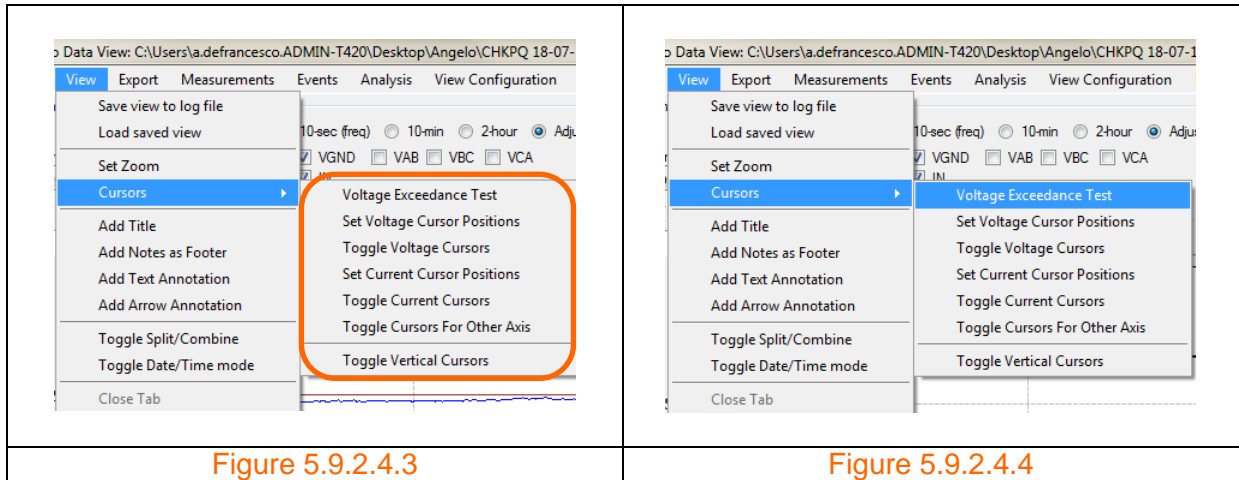 o Data View: C:\Users\a.defrancesco.ADMIN-T420\Desktop\Angelo\CHKPQ 18-07-
View Export Measurements Events Analysis View Configuration
Save view to log file
Load saved view
10-sec (freq) 10-min 2-hour Adju
VGND VAB VBC VCA
IN
Set Zoom
Cursors
Add Title
Add Notes as Footer
Add Text Annotation
Add Arrow Annotation
Toggle Split/Combine
Toggle Date/Time mode
Close Tab
Voltage Exceedance Test
Set Voltage Cursor Positions
Toggle Voltage Cursors
Set Current Cursor Positions
Toggle Current Cursors
Toggle Cursors For Other Axis
Toggle Vertical Cursors
Figure 5.9.2.4.3
o Data View: C:\Users\a.defrancesco.ADMIN-T420\Desktop\Angelo\CHKPQ 18-07-1
View Export Measurements Events Analysis View Configuration
Save view to log file
Load saved view
10-sec (freq) 10-min 2-hour Adju
VGND VAB VBC VCA
IN
Set Zoom
Cursors
Add Title
Add Notes as Footer
Add Text Annotation
Add Arrow Annotation
Toggle Split/Combine
Toggle Date/Time mode
Close Tab
Voltage Exceedance Test
Set Voltage Cursor Positions
Toggle Voltage Cursors
Set Current Cursor Positions
Toggle Current Cursors
Toggle Cursors For Other Axis
Toggle Vertical Cursors
Figure 5.9.2.4.4